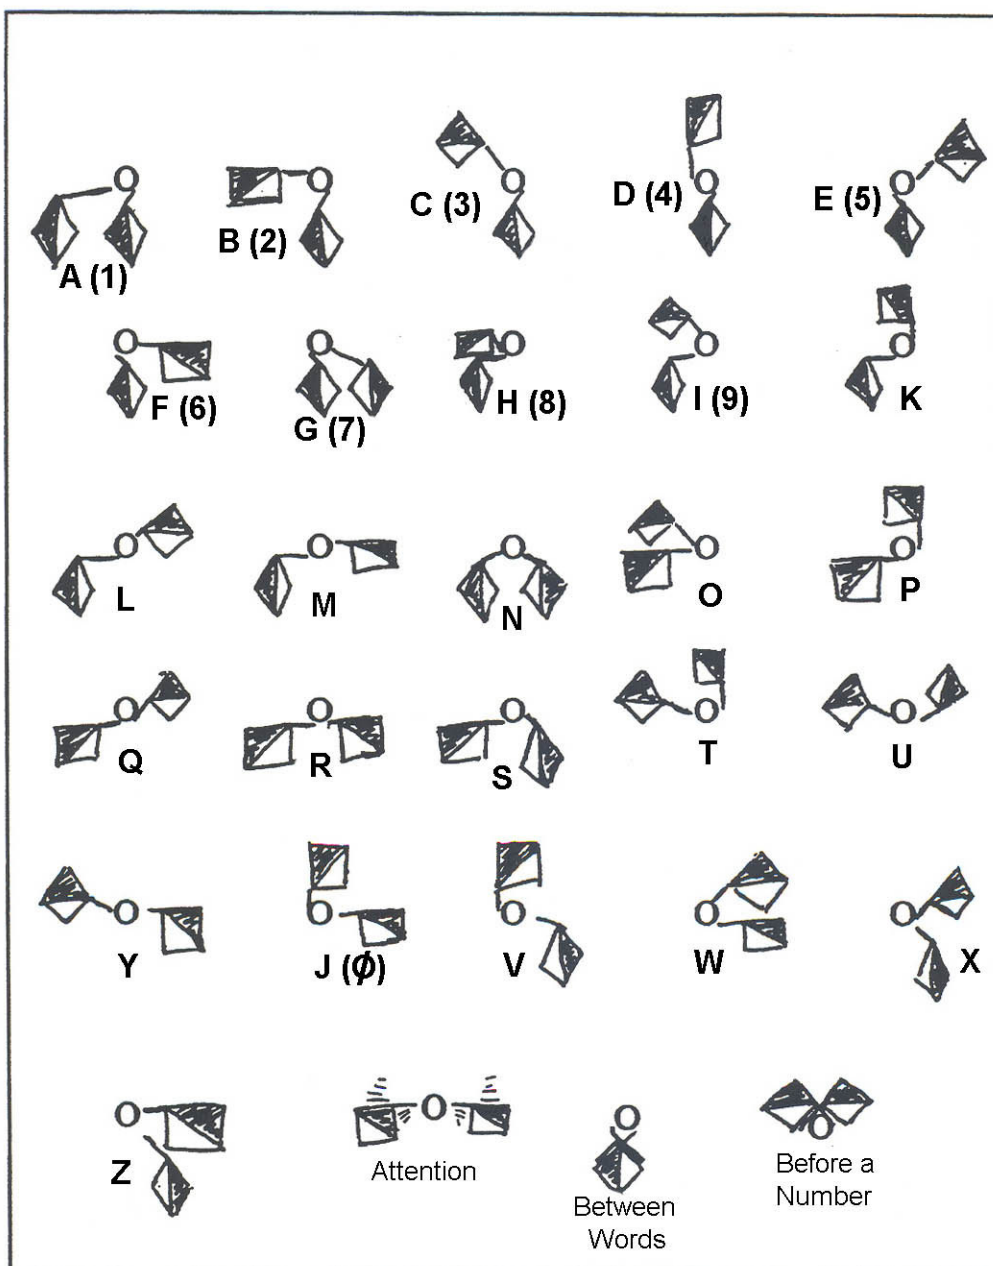 A (1)
B (2)
C (3)
D (4)
E (5)
F (6)
G (7)
H (8)
I (9)
K
L
M
N
O
P
Q
R
S
T
U
Y
J (Ø)
V
W
X
Z
Attention
Between
Words
Before a
Number